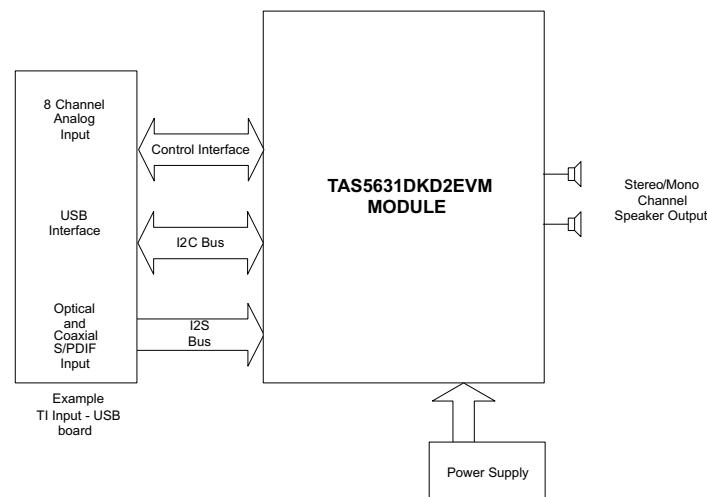 8 Channel
Analog
Input
USB
Interface
Optical
and
Coaxial
S/PDIF
Input
Example
TI Input - USB
board
Control Interface
I2C Bus
I2S
Bus
TAS5631DKD2EVM
MODULE
Stereo/Mono
Channel
Speaker Output
Power Supply